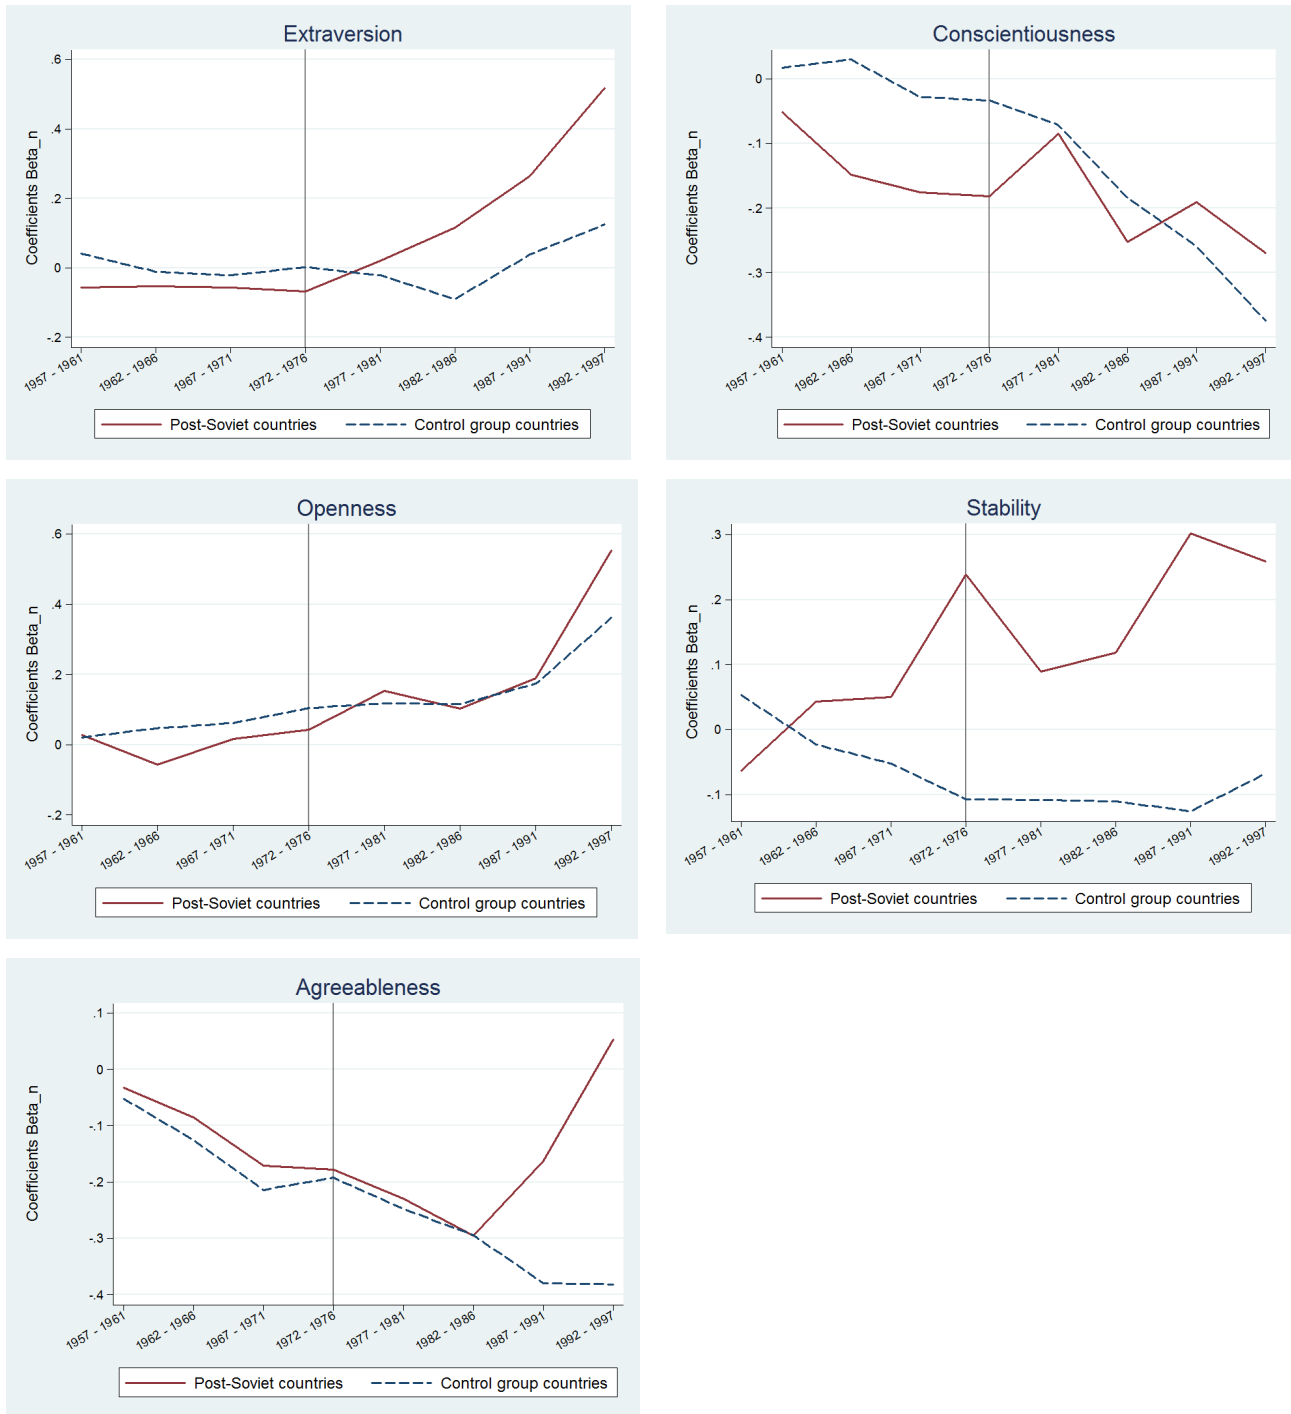 Extraversion
Coefficients Beta_n
.6
.4
.2
0
-.2
1957 - 1961
1962 - 1966
1967 - 1971
1972 - 1976
1977 - 1981
1982 - 1986
1987 - 1991
1992 - 1997
Post-Soviet countries
Control group countries
Conscientiousness
Coefficients Beta_n
0
-.1
-.2
-.3
-.4
1957 - 1961
1962 - 1966
1967 - 1971
1972 - 1976
1977 - 1981
1982 - 1986
1987 - 1991
1992 - 1997
Post-Soviet countries
Control group countries
Openness
Coefficients Beta_n
.6
.4
.2
0
-.2
1957 - 1961
1962 - 1966
1967 - 1971
1972 - 1976
1977 - 1981
1982 - 1986
1987 - 1991
1992 - 1997
Post-Soviet countries
Control group countries
Stability
Coefficients Beta_n
.3
.2
.1
0
-.1
1957 - 1961
1962 - 1966
1967 - 1971
1972 - 1976
1977 - 1981
1982 - 1986
1987 - 1991
1992 - 1997
Post-Soviet countries
Control group countries
Agreeableness
Coefficients Beta_n
.1
0
-.1
-.2
-.3
-.4
1957 - 1961
1962 - 1966
1967 - 1971
1972 - 1976
1977 - 1981
1982 - 1986
1987 - 1991
1992 - 1997
Post-Soviet countries
Control group countries